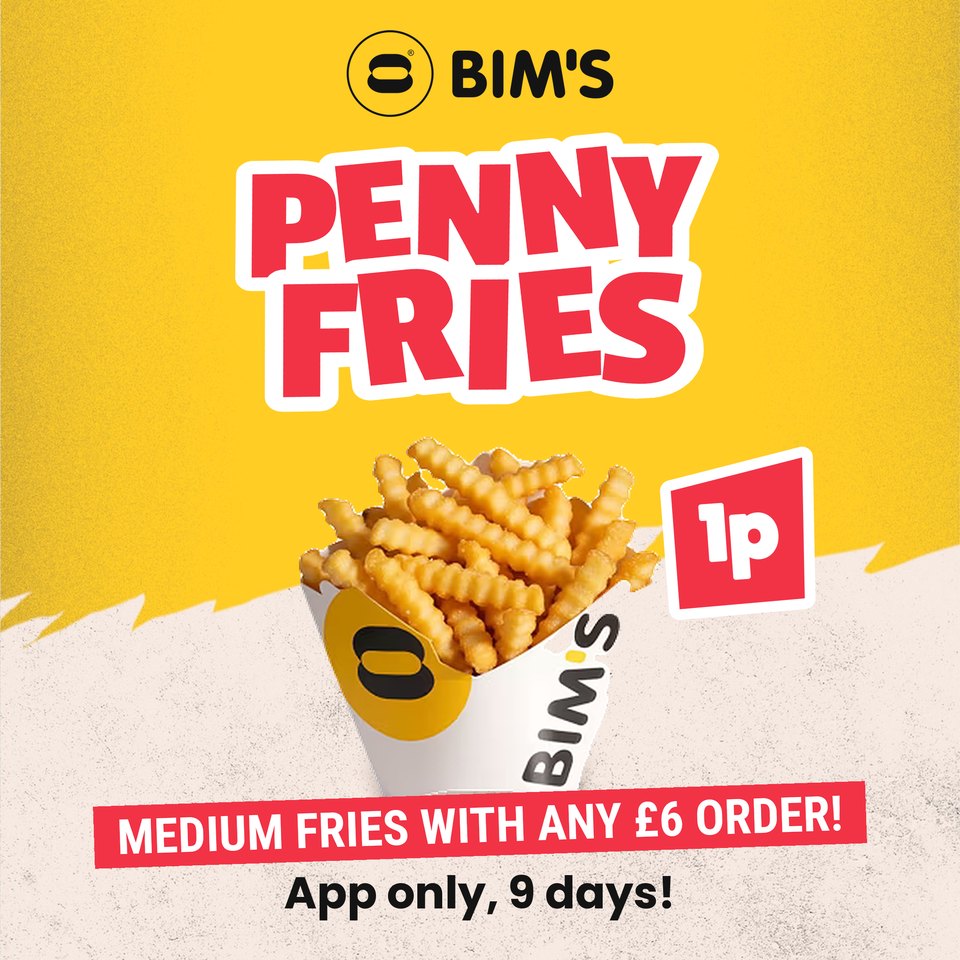 BIM'S
PENNY
FRIES
1p
BIM'S
MEDIUM FRIES WITH ANY £6 ORDER!
App only, 9 days!